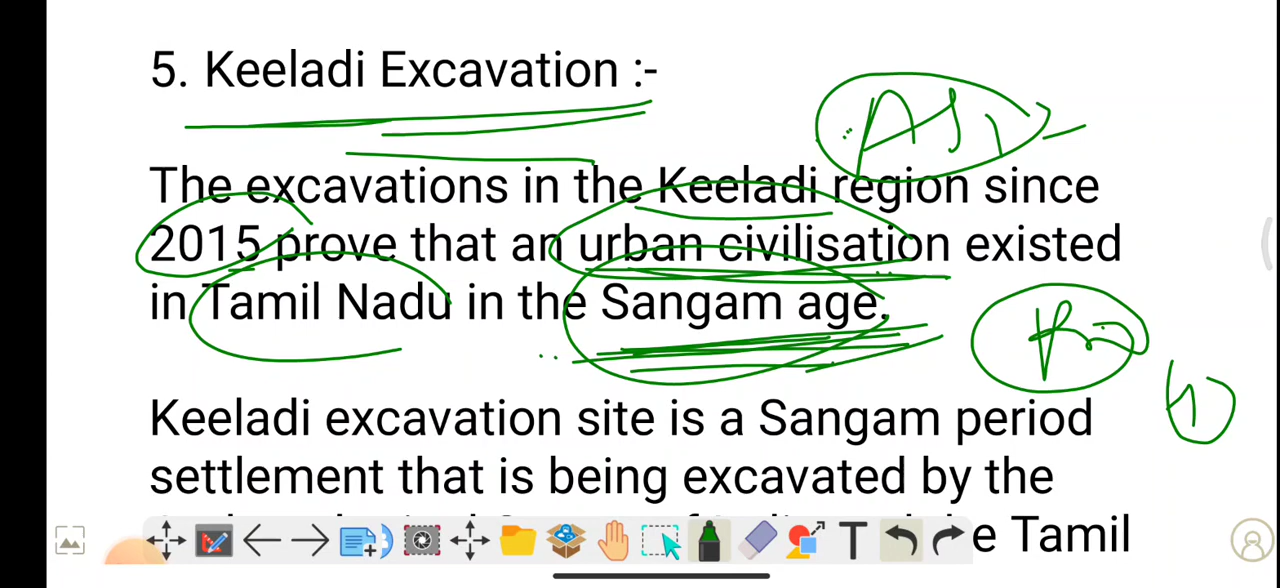 5. Keeladi Excavation :-
ASI
The excavations in the Keeladi region since
2015 prove that an urban civilisation existed
in Tamil Nadu in the Sangam age.
Keeladi excavation site is a Sangam period
settlement that is being excavated by the
e Tamil
T